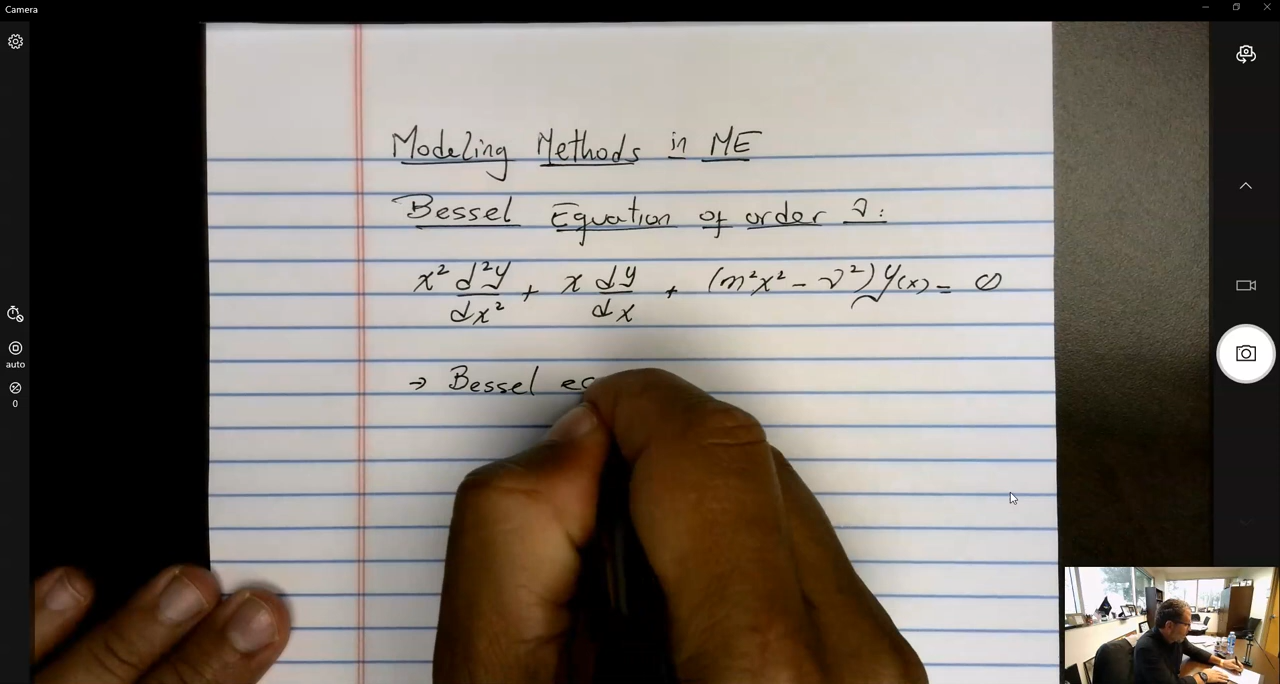 Camera
Modeling Methods in ME
Bessel Equation of order ν:
x² d²y/dx² + x dy/dx + (m²x² - ν²) y(x) = 0
→ Bessel eq
auto
0